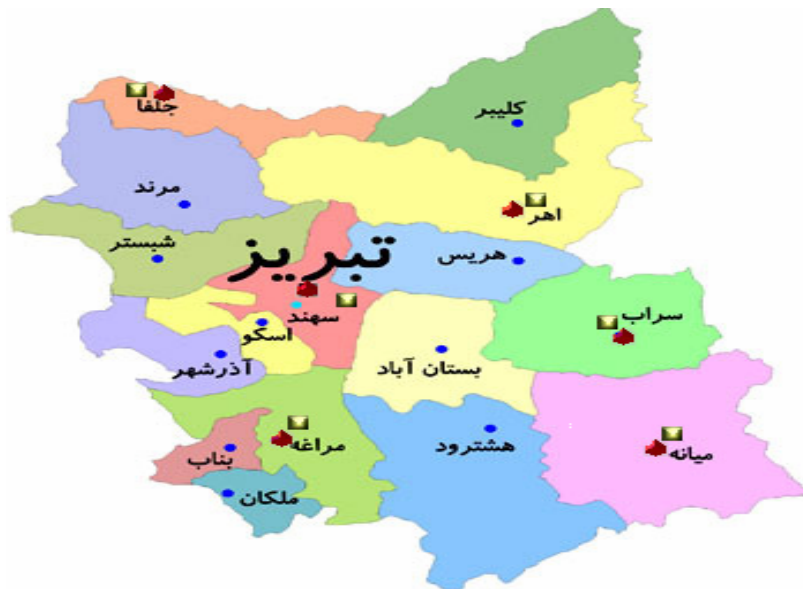 جلفا
کلیبر
مرند
اهر
شبستر
تبریز
هریس
سهند
سراب
اسکو
آذرشهر
بستان آباد
مراغه
هشترود
میانه
بناب
ملکان